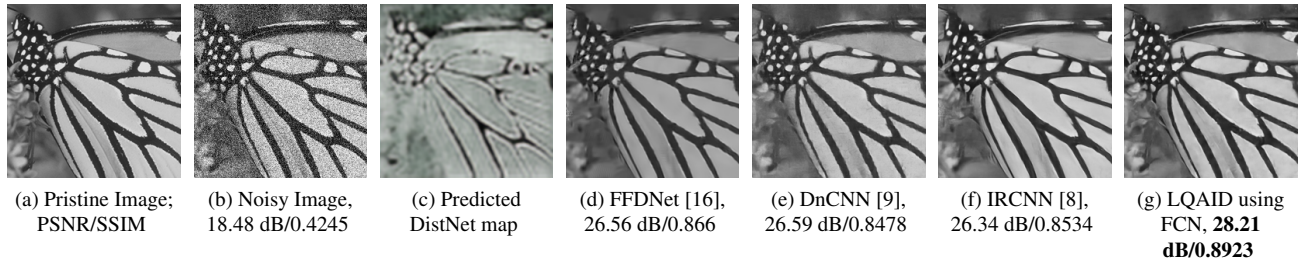 (a) Pristine Image;
PSNR/SSIM
(b) Noisy Image,
18.48 dB/0.4245
(c) Predicted
DistNet map
(d) FFDNet [16],
26.56 dB/0.866
(e) DnCNN [9],
26.59 dB/0.8478
(f) IRCNN [8],
26.34 dB/0.8534
(g) LQAID using
FCN, 28.21
dB/0.8923